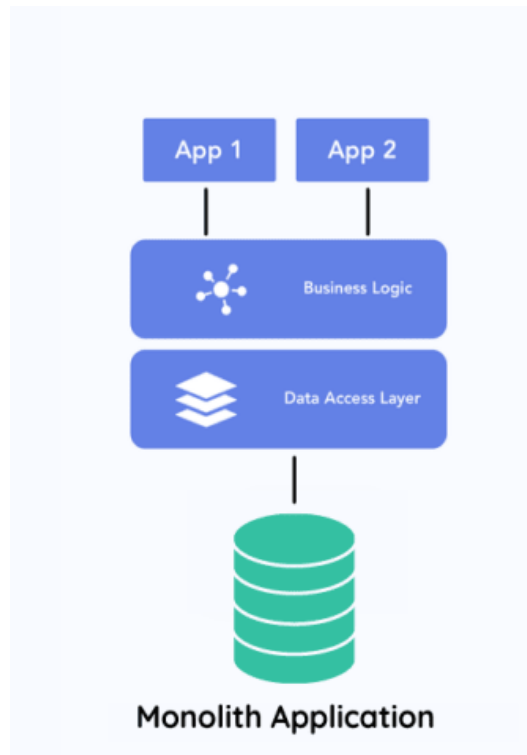 App 1
App 2
Business Logic
Data Access Layer
Monolith Application